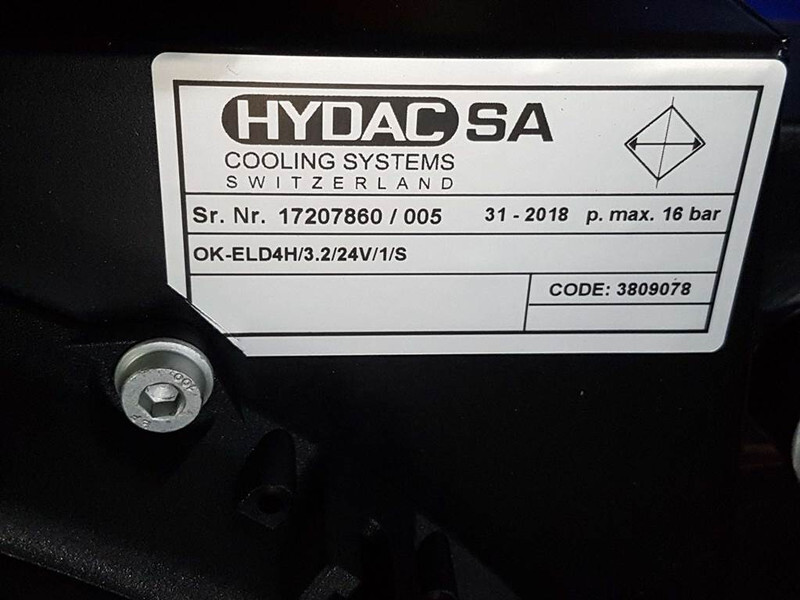 HYDAC SA
COOLING SYSTEMS
SWITZERLAND
Sr. Nr. 17207860 / 005 31 - 2018 p. max. 16 bar
OK-ELD4H/3.2/24V/1/S
CODE: 3809078